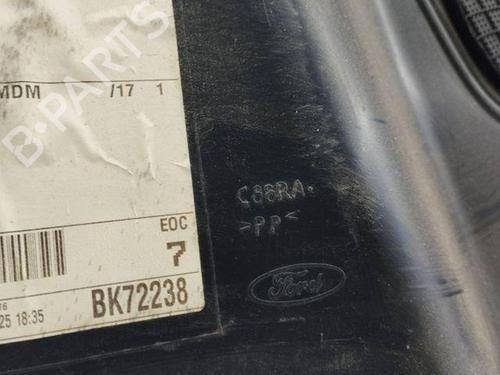 MDM /17 1
B-PARTS
EOC
7
BK72238
25 18:35
C88RA.
>PP<
Ford